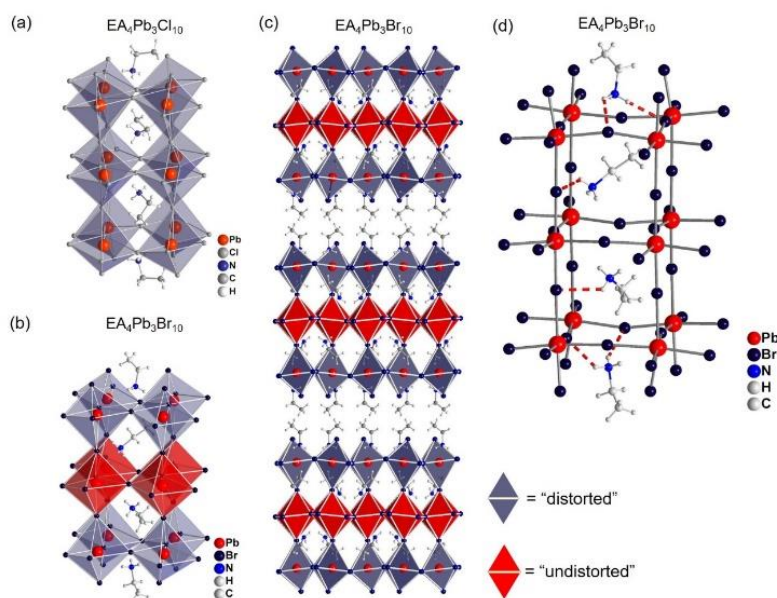 (a)
EA₄Pb₃Cl₁₀
Pb
Cl
N
C
H
(b)
EA₄Pb₃Br₁₀
Pb
Br
N
H
C
(c)
EA₄Pb₃Br₁₀
(d)
EA₄Pb₃Br₁₀
Pb
Br
N
H
C
= “distorted”
= “undistorted”